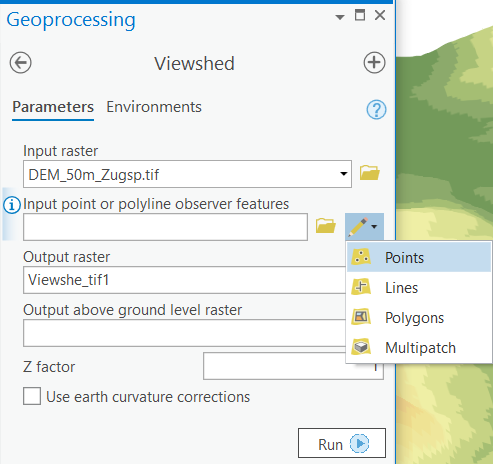 Geoprocessing
Viewshed
Parameters Environments
Input raster
DEM_50m_Zugsp.tif
Input point or polyline observer features
Output raster
Points
Viewshe_tif1
Lines
Output above ground level raster
Polygons
Multipatch
Z factor
Use earth curvature corrections
Run